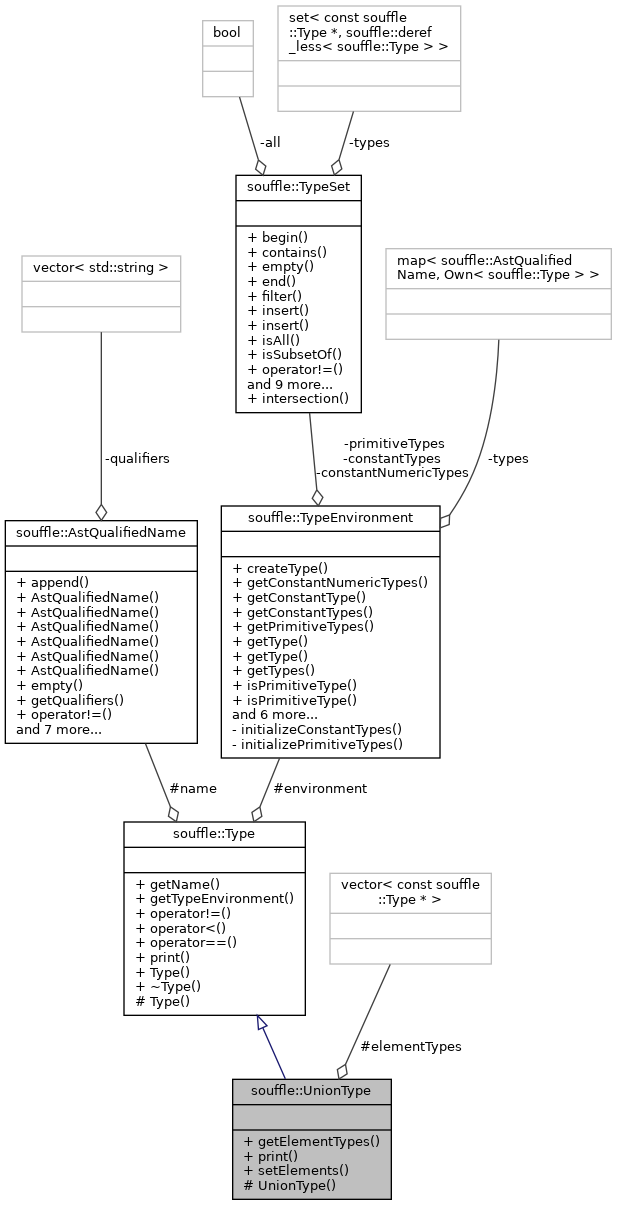 bool
set< const souffle
::Type *, souffle::deref
_less< souffle::Type > >
-all
-types
souffle::TypeSet
+ begin()
+ contains()
+ empty()
+ end()
+ filter()
+ insert()
+ insert()
+ isAll()
+ isSubsetOf()
+ operator!=()
and 9 more...
+ intersection()
vector< std::string >
map< souffle::AstQualified
Name, Own< souffle::Type > >
-qualifiers
-primitiveTypes
-constantTypes
-constantNumericTypes
-types
souffle::AstQualifiedName
+ append()
+ AstQualifiedName()
+ AstQualifiedName()
+ AstQualifiedName()
+ AstQualifiedName()
+ AstQualifiedName()
+ AstQualifiedName()
+ empty()
+ getQualifiers()
+ operator!=()
and 7 more...
souffle::TypeEnvironment
+ createType()
+ getConstantNumericTypes()
+ getConstantType()
+ getConstantTypes()
+ getPrimitiveTypes()
+ getType()
+ getType()
+ getTypes()
+ isPrimitiveType()
+ isPrimitiveType()
and 6 more...
- initializeConstantTypes()
- initializePrimitiveTypes()
#name
#environment
souffle::Type
+ getName()
+ getTypeEnvironment()
+ operator!=()
+ operator<()
+ operator==()
+ print()
+ Type()
+ ~Type()
# Type()
vector< const souffle
::Type * >
#elementTypes
souffle::UnionType
+ getElementTypes()
+ print()
+ setElements()
# UnionType()